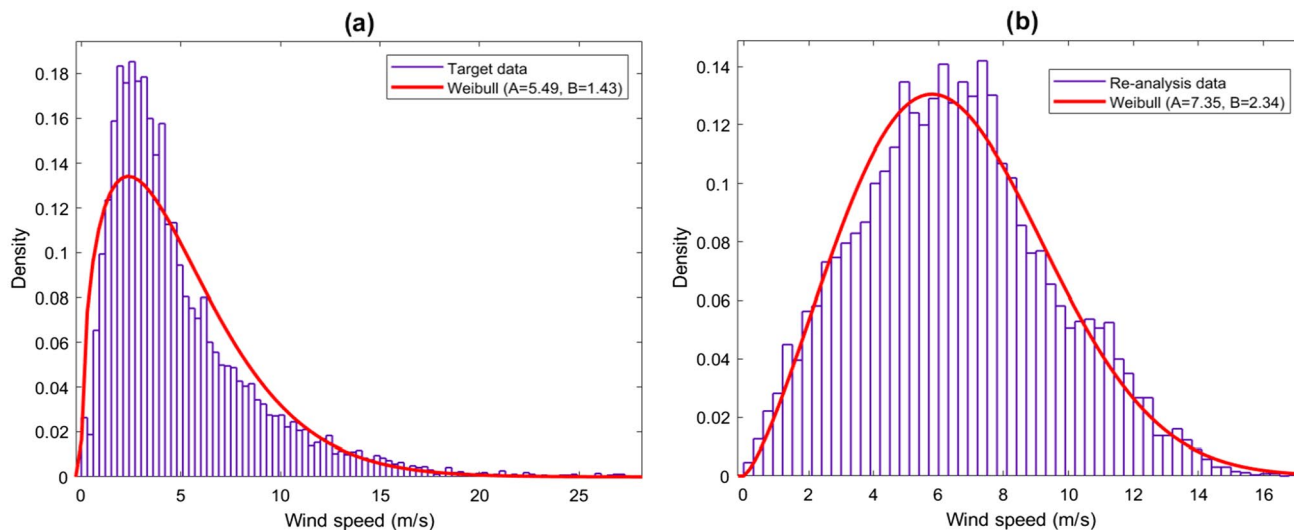 (a)
Target data
Weibull (A=5.49, B=1.43)
Density
0.18
0.16
0.14
0.12
0.1
0.08
0.06
0.04
0.02
0
0 5 10 15 20 25
Wind speed (m/s)
(b)
Re-analysis data
Weibull (A=7.35, B=2.34)
Density
0.14
0.12
0.1
0.08
0.06
0.04
0.02
0
0 2 4 6 8 10 12 14 16
Wind speed (m/s)